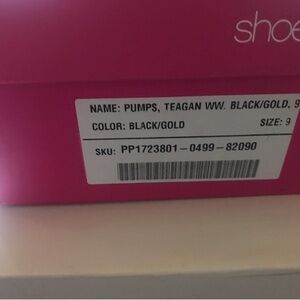 shoe
NAME: PUMPS, TEAGAN WW. BLACK/GOLD. 9
COLOR: BLACK/GOLD SIZE: 9
SKU: PP1723801-0499-82090